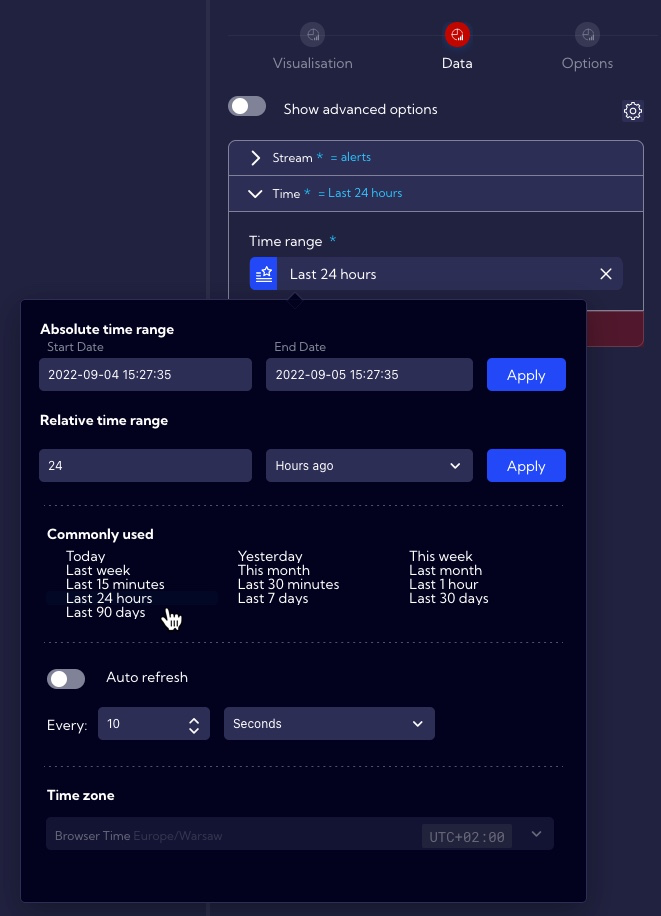 Visualisation Data Options
Show advanced options
Stream * = alerts
Time * = Last 24 hours
Time range *
Last 24 hours
Absolute time range
Start Date End Date
2022-09-04 15:27:35 2022-09-05 15:27:35 Apply
Relative time range
24 Hours ago Apply
Commonly used
Today Yesterday This week
Last week This month Last month
Last 15 minutes Last 30 minutes Last 1 hour
Last 24 hours Last 7 days Last 30 days
Last 90 days
Auto refresh
Every: 10 Seconds
Time zone
Browser Time Europe/Warsaw UTC+02:00